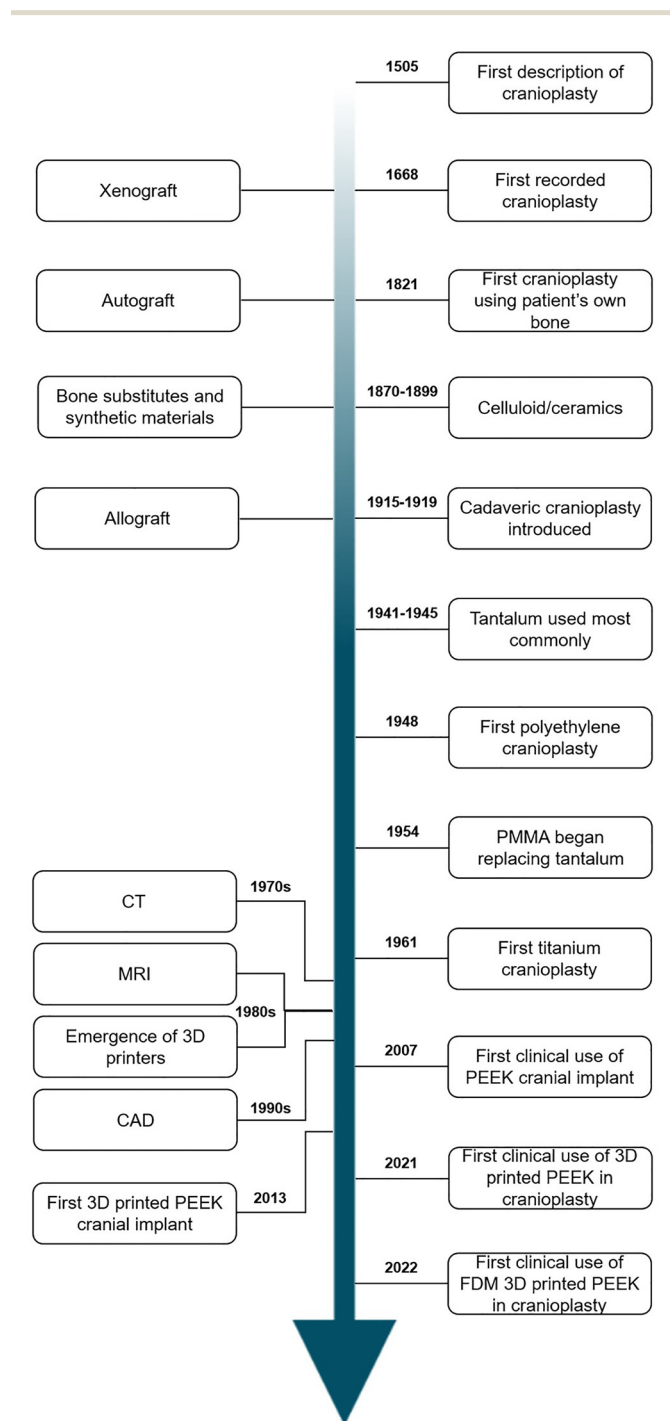 1505
First description of
cranioplasty
Xenograft
1668
First recorded
cranioplasty
Autograft
1821
First cranioplasty
using patient's own
bone
Bone substitutes and
synthetic materials
1870-1899
Celluloid/ceramics
Allograft
1915-1919
Cadaveric cranioplasty
introduced
1941-1945
Tantalum used most
commonly
1948
First polyethylene
cranioplasty
1954
PMMA began
replacing tantalum
CT
1970s
1961
First titanium
cranioplasty
MRI
1980s
Emergence of 3D
printers
2007
First clinical use of
PEEK cranial implant
CAD
1990s
2021
First clinical use of 3D
printed PEEK in
cranioplasty
First 3D printed PEEK
cranial implant
2013
2022
First clinical use of
FDM 3D printed PEEK
in cranioplasty